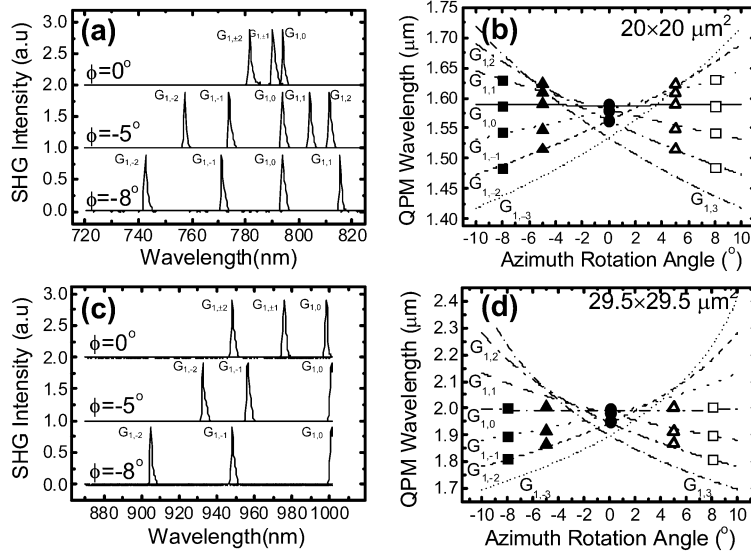 (a)
3.0
2.5
2.0
1.5
1.0
0.5
0.0
SHG Intensity (a.u)
G1,±2 G1,±1 G1,0
ϕ=0°
G1,-2 G1,-1 G1,0 G1,1 G1,2
ϕ=-5°
G1,-2 G1,-1 G1,0 G1,1
ϕ=-8°
720 740 760 780 800 820
Wavelength(nm)
(b)
20×20 μm²
1.70
1.65
1.60
1.55
1.50
1.45
1.40
QPM Wavelength (μm)
G1,2
G1,1
G1,0
G1,-1
G1,-2
G1,-3
G1,3
-10 -8 -6 -4 -2 0 2 4 6 8 10
Azimuth Rotation Angle (°)
(c)
3.0
2.5
2.0
1.5
1.0
0.5
0.0
SHG Intensity (a.u)
G1,±2 G1,±1 G1,0
ϕ=0°
G1,-2 G1,-1 G1,0
ϕ=-5°
G1,-2 G1,-1 G1,0
ϕ=-8°
880 900 920 940 960 980 1000
Wavelength(nm)
(d)
29.5×29.5 μm²
2.4
2.3
2.2
2.1
2.0
1.9
1.8
1.7
QPM Wavelength (μm)
G1,2
G1,1
G1,0
G1,-1
G1,-2
G1,-3
G1,3
-10 -8 -6 -4 -2 0 2 4 6 8 10
Azimuth Rotation Angle (°)